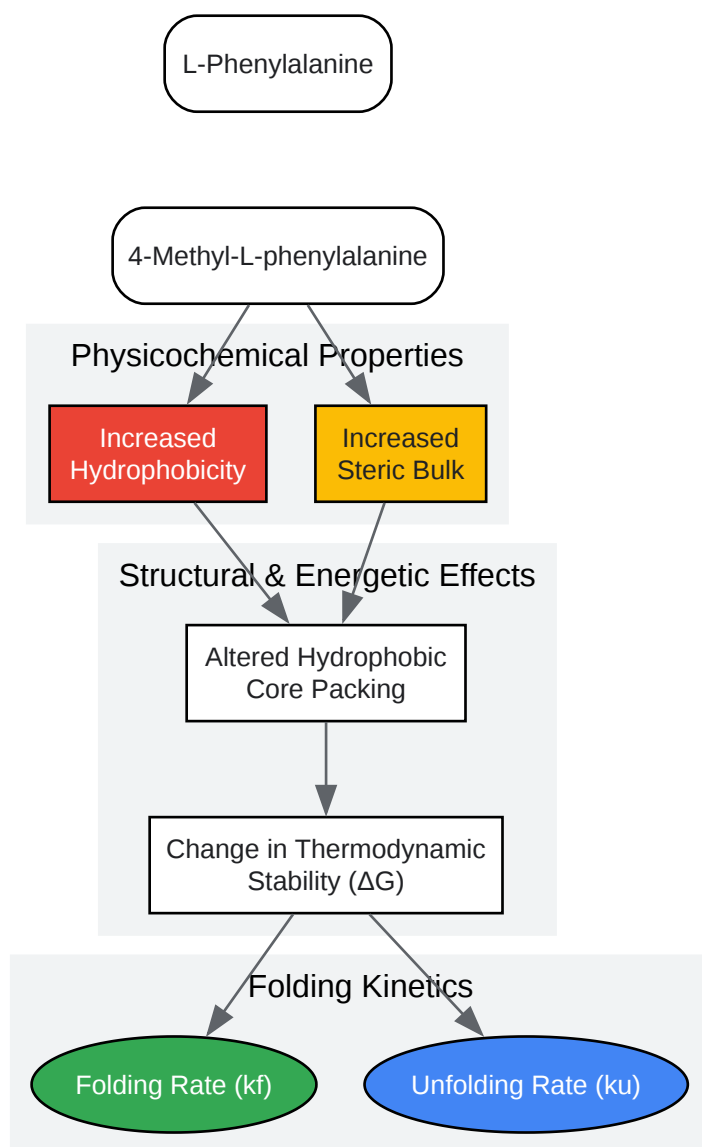 L-Phenylalanine
4-Methyl-L-phenylalanine
Physicochemical Properties
Increased
Hydrophobicity
Increased
Steric Bulk
Structural & Energetic Effects
Altered Hydrophobic
Core Packing
Change in Thermodynamic
Stability (ΔG)
Folding Kinetics
Folding Rate (kf)
Unfolding Rate (ku)